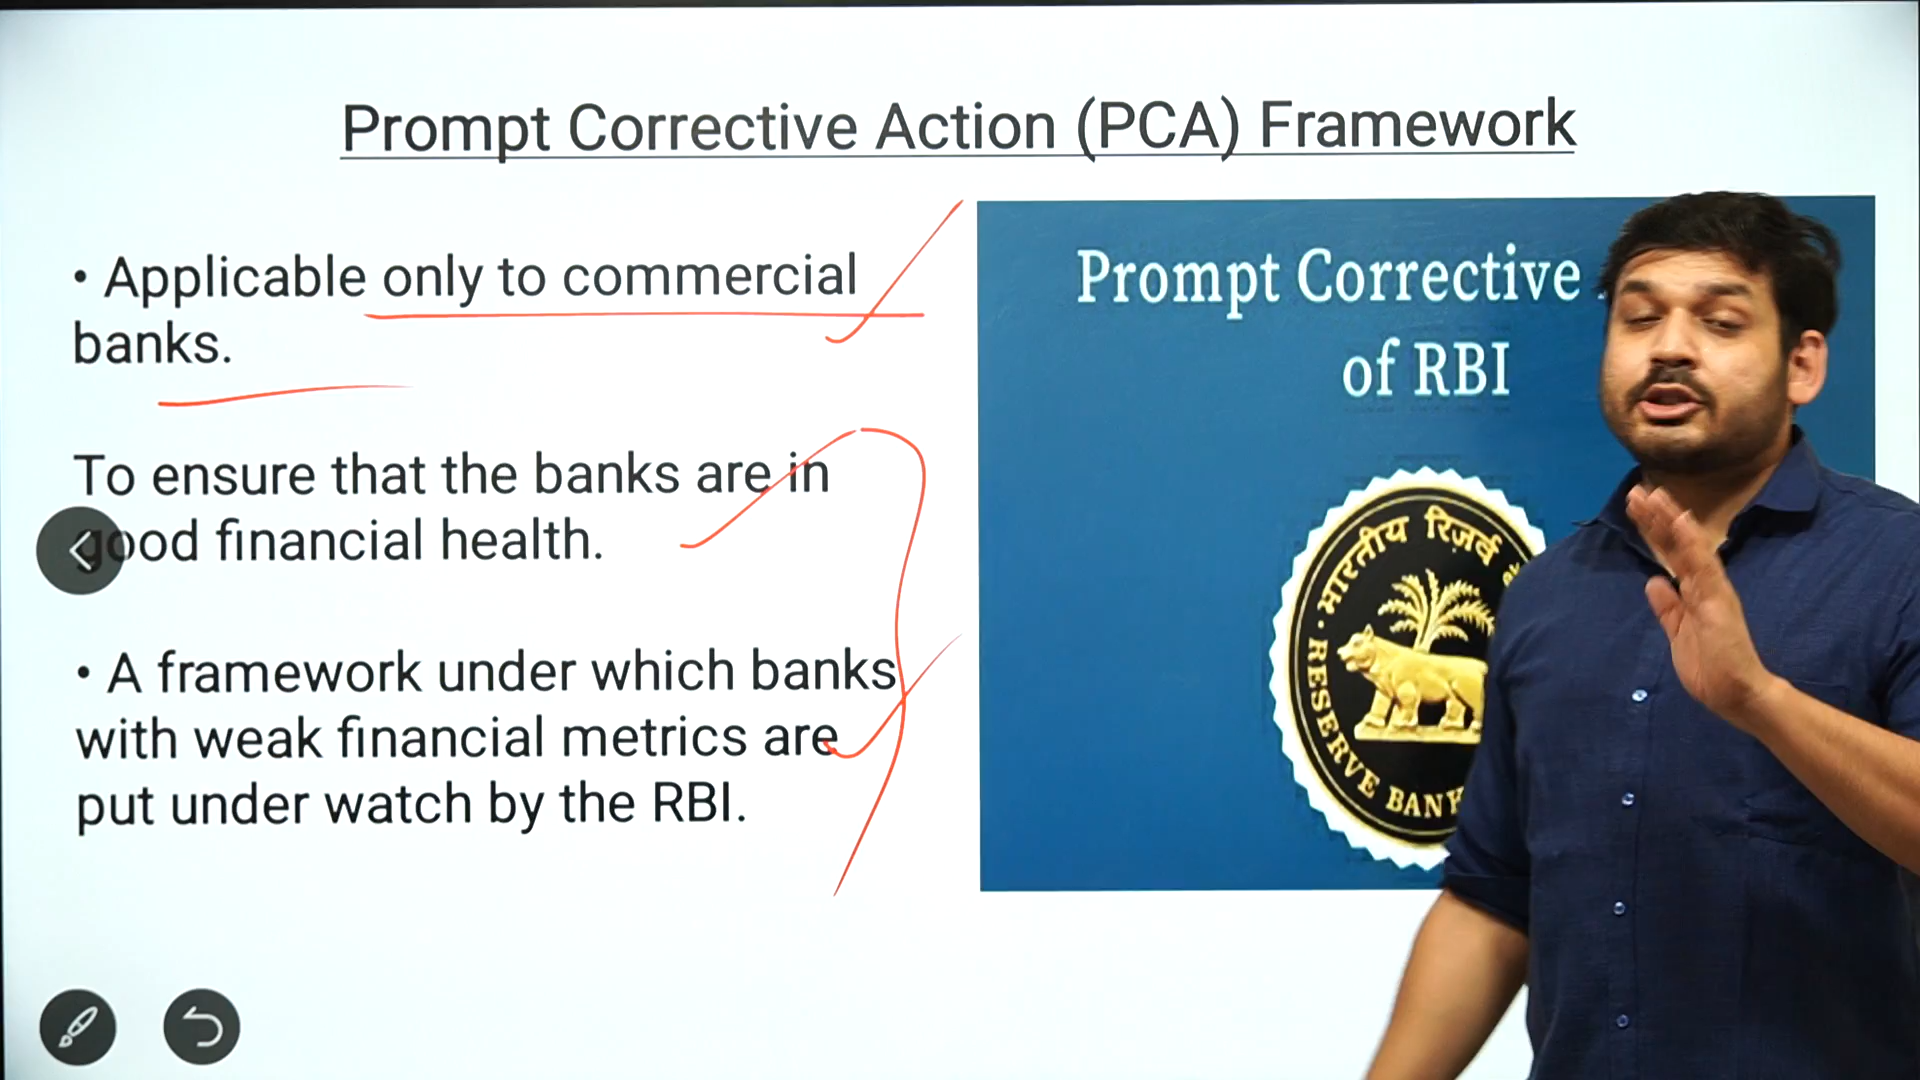 Prompt Corrective Action (PCA) Framework
• Applicable only to commercial
banks.
To ensure that the banks are in
good financial health.
• A framework under which banks
with weak financial metrics are
put under watch by the RBI.
Prompt Corrective
of RBI
भारतीय रिज़र्व
RESERVE BANK